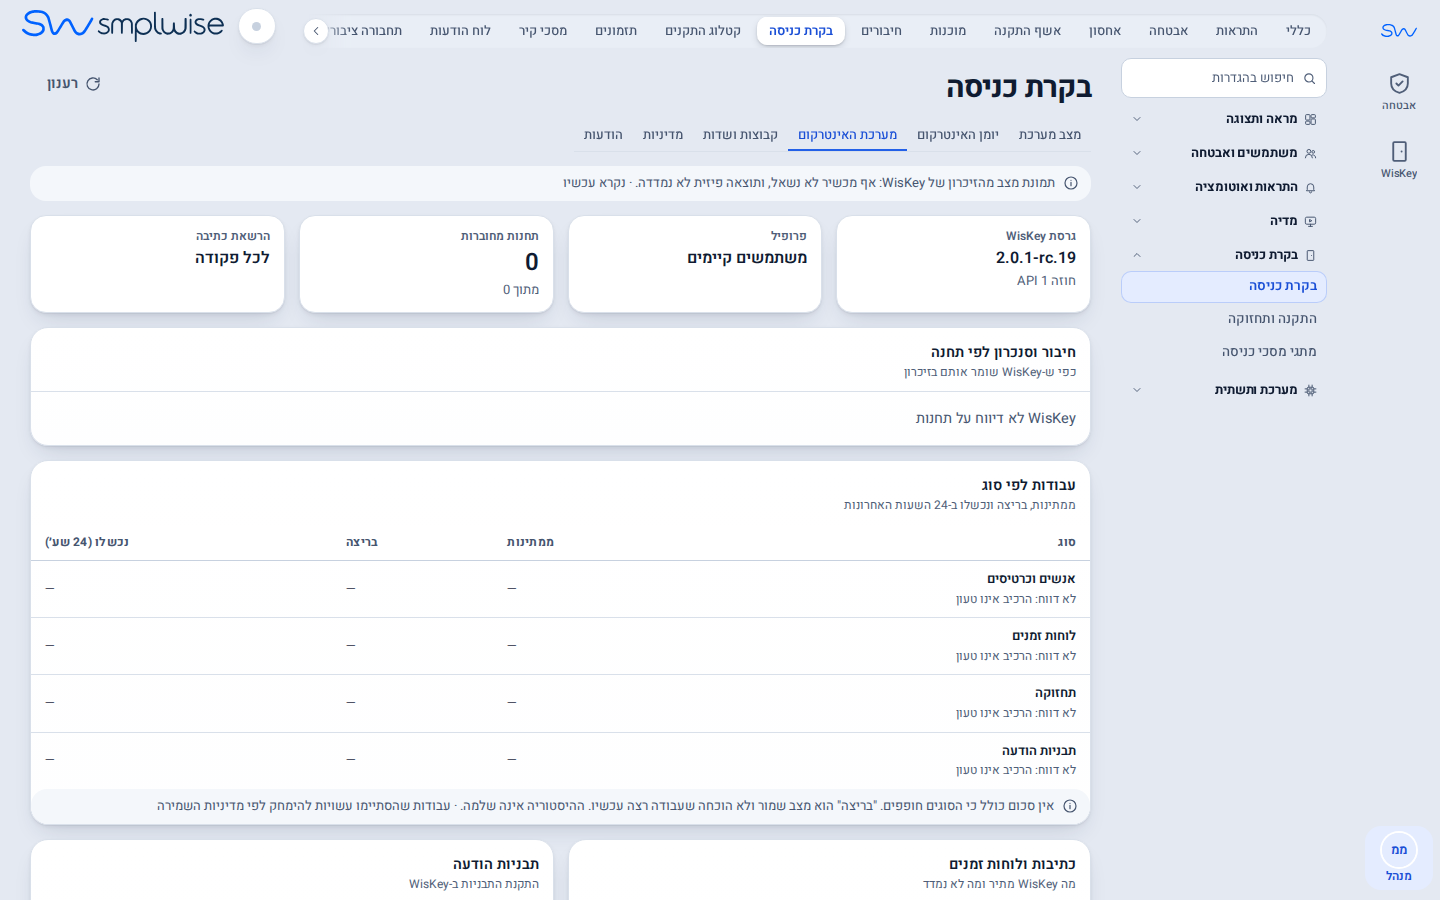 SW
אבטחה
WisKey
ממ
מנהל
כללי
התראות
אבטחה
אחסון
אשף התקנה
מוכנות
חיבורים
בקרת כניסה
קטלוג התקנים
תזמונים
מסכי קיר
לוח הודעות
תחבורה ציבור
SW smplwise
חיפוש בהגדרות
מראה ותצוגה
משתמשים ואבטחה
התראות ואוטומציה
מדיה
בקרת כניסה
בקרת כניסה
התקנה ותחזוקה
מתגי מסכי כניסה
מערכת ותשתית
בקרת כניסה
רענון
מצב מערכת
יומן האינטרקום
מערכת האינטרקום
קבוצות ושדות
מדיניות
הודעות
תמונת מצב מהזיכרון של WisKey: אף מכשיר לא נשאל, ותוצאה פיזית לא נמדדה. · נקרא עכשיו
גרסת WisKey
2.0.1-rc.19
חוזה API 1
פרופיל
משתמשים קיימים
תחנות מחוברות
0
מתוך 0
הרשאת כתיבה
לכל פקודה
חיבור וסנכרון לפי תחנה
כפי ש-WisKey שומר אותם בזיכרון
WisKey לא דיווח על תחנות
עבודות לפי סוג
ממתינות, בריצה ונכשלו ב-24 השעות האחרונות
סוג ממתינות בריצה נכשלו (24 שע׳)
אנשים וכרטיסים — — —
לא דווח: הרכיב אינו טעון
לוחות זמנים — — —
לא דווח: הרכיב אינו טעון
תחזוקה — — —
לא דווח: הרכיב אינו טעון
תבניות הודעה — — —
לא דווח: הרכיב אינו טעון
אין סכום כולל כי הסוגים חופפים. "בריצה" הוא מצב שמור ולא הוכחה שעבודה רצה עכשיו. ההיסטוריה אינה שלמה. · עבודות שהסתיימו עשויות להימחק לפי מדיניות השמירה
כתיבות ולוחות זמנים
מה WisKey מתיר ומה לא נמדד
תבניות הודעה
התקנת התבניות ב-WisKey